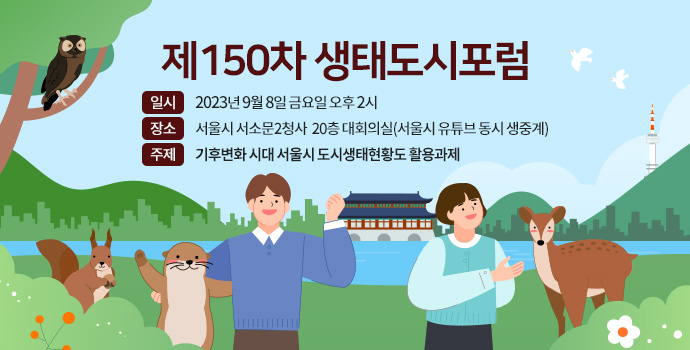 제150차 생태도시포럼
일시 2023년 9월 8일 금요일 오후 2시
장소 서울시 서소문2청사 20층 대회의실(서울시 유튜브 동시 생중계)
주제 기후변화 시대 서울시 도시생태현황도 활용과제